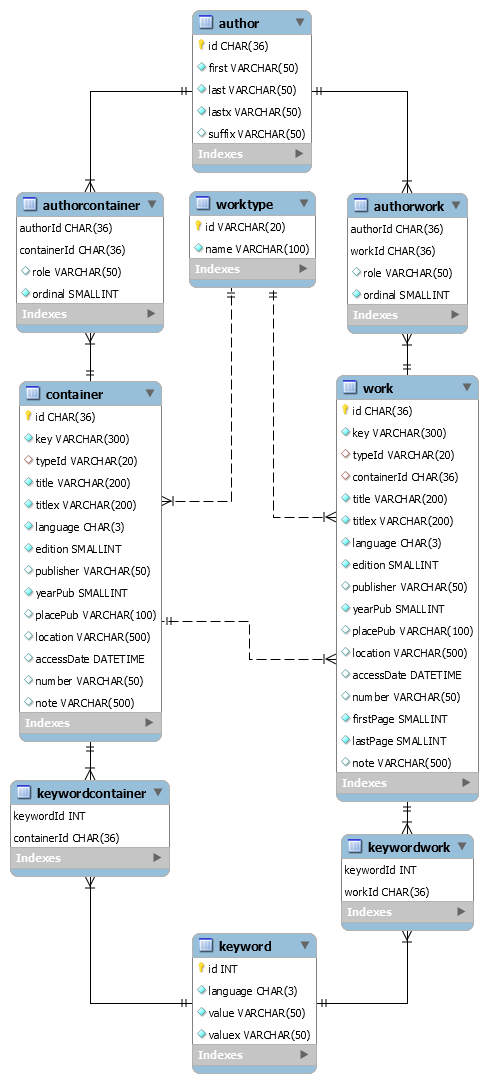 author
id CHAR(36)
first VARCHAR(50)
last VARCHAR(50)
lastx VARCHAR(50)
suffix VARCHAR(50)
Indexes
authorcontainer
authorId CHAR(36)
containerId CHAR(36)
role VARCHAR(50)
ordinal SMALLINT
Indexes
worktype
id VARCHAR(20)
name VARCHAR(100)
Indexes
authorwork
authorId CHAR(36)
workId CHAR(36)
role VARCHAR(50)
ordinal SMALLINT
Indexes
container
id CHAR(36)
key VARCHAR(300)
typeId VARCHAR(20)
title VARCHAR(200)
titlex VARCHAR(200)
language CHAR(3)
edition SMALLINT
publisher VARCHAR(50)
yearPub SMALLINT
placePub VARCHAR(100)
location VARCHAR(500)
accessDate DATETIME
number VARCHAR(50)
note VARCHAR(500)
Indexes
work
id CHAR(36)
key VARCHAR(300)
typeId VARCHAR(20)
containerId CHAR(36)
title VARCHAR(200)
titlex VARCHAR(200)
language CHAR(3)
edition SMALLINT
publisher VARCHAR(50)
yearPub SMALLINT
placePub VARCHAR(100)
location VARCHAR(500)
accessDate DATETIME
number VARCHAR(50)
firstPage SMALLINT
lastPage SMALLINT
note VARCHAR(500)
Indexes
keywordcontainer
keywordId INT
containerId CHAR(36)
Indexes
keywordwork
keywordId INT
workId CHAR(36)
Indexes
keyword
id INT
language CHAR(3)
value VARCHAR(50)
valuex VARCHAR(50)
Indexes